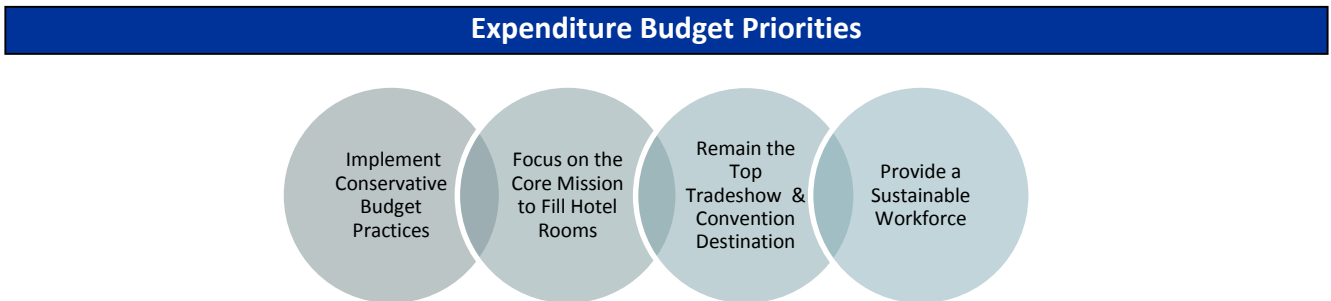 Expenditure Budget Priorities
Implement
Conservative
Budget
Practices
Focus on the
Core Mission
to Fill Hotel
Rooms
Remain the
Top
Tradeshow &
Convention
Destination
Provide a
Sustainable
Workforce